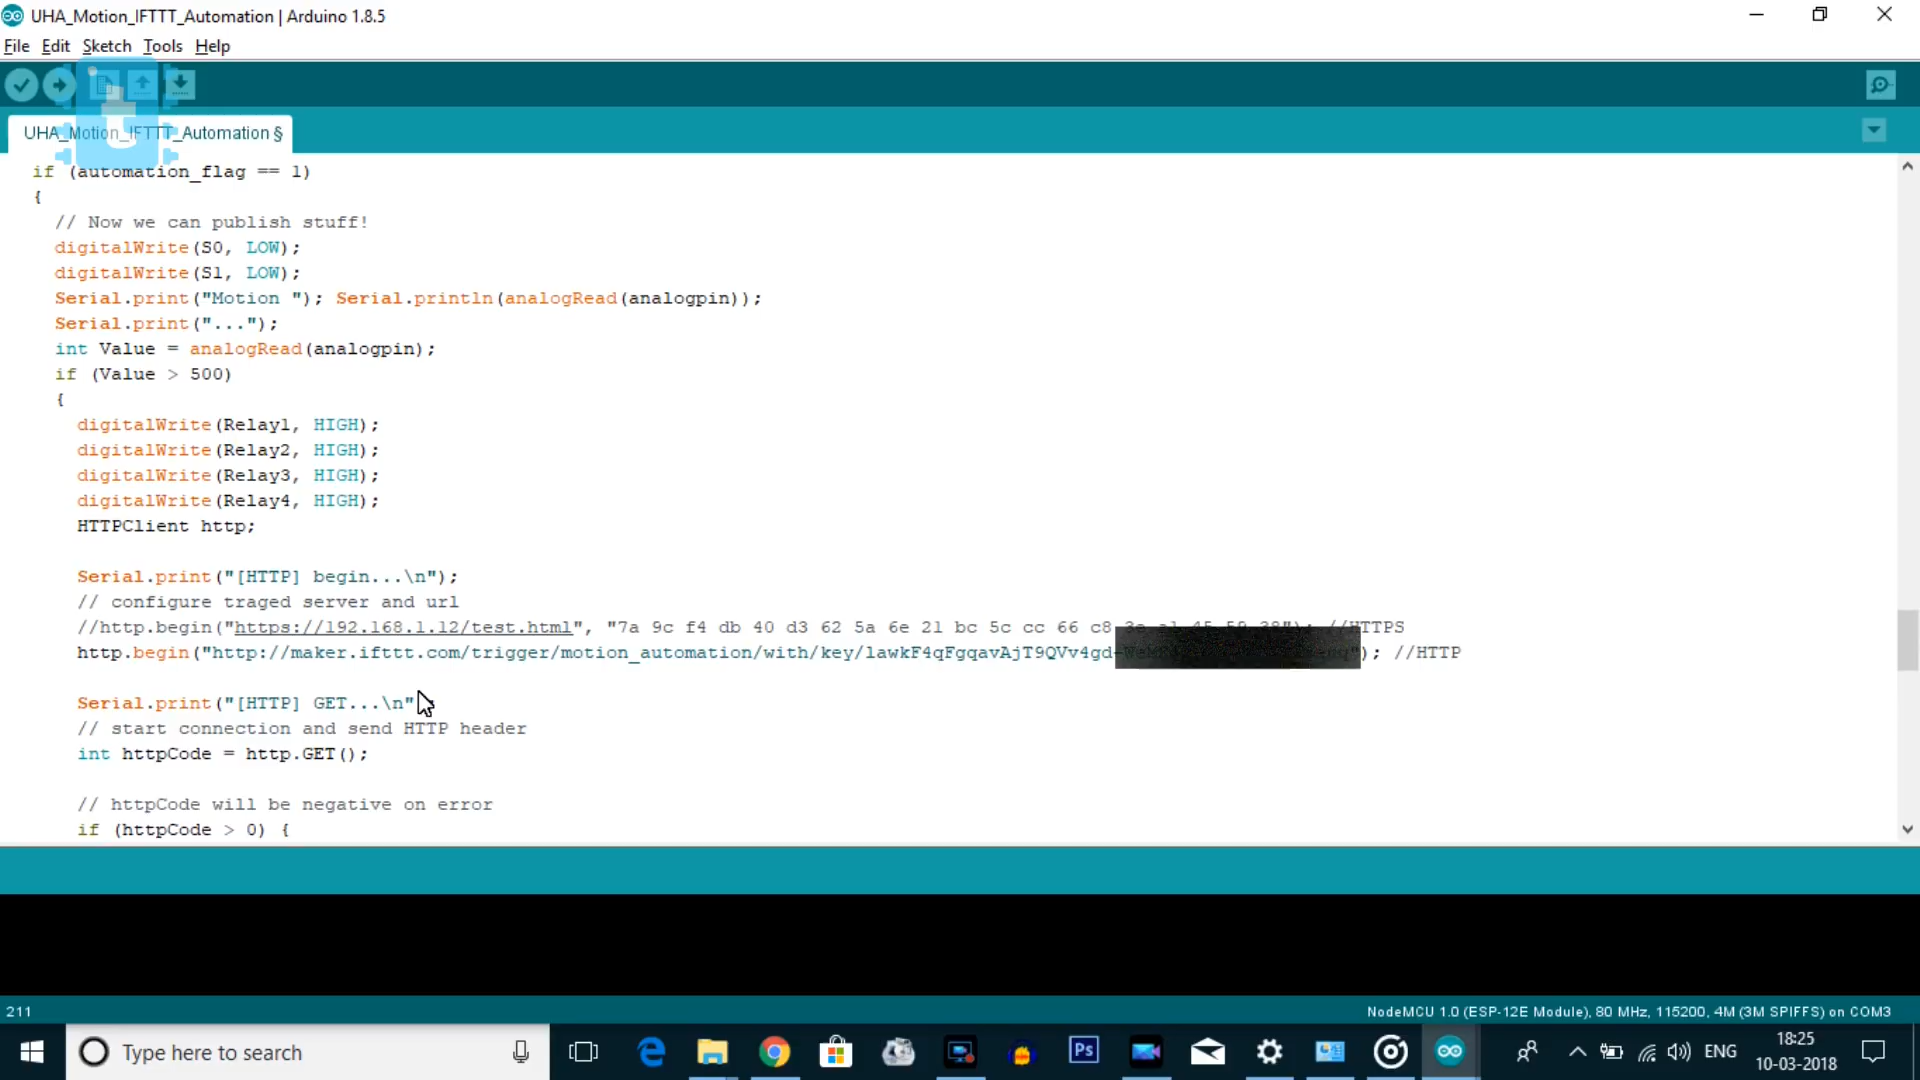 UHA_Motion_IFTTT_Automation | Arduino 1.8.5
File Edit Sketch Tools Help
UHA_Motion_IFTTT_Automation §
if (automation_flag == 1)
{
// Now we can publish stuff!
digitalWrite(S0, LOW);
digitalWrite(S1, LOW);
Serial.print("Motion "); Serial.println(analogRead(analogpin));
Serial.print("...");
int Value = analogRead(analogpin);
if (Value > 500)
{
digitalWrite(Relay1, HIGH);
digitalWrite(Relay2, HIGH);
digitalWrite(Relay3, HIGH);
digitalWrite(Relay4, HIGH);
HTTPClient http;
Serial.print("[HTTP] begin...\n");
// configure traged server and url
//http.begin("https://192.168.1.12/test.html", "7a 9c f4 db 40 d3 62 5a 6e 21 bc 5c cc 66 c8 //HTTPS
http.begin("http://maker.ifttt.com/trigger/motion_automation/with/key/ ); //HTTP
Serial.print("[HTTP] GET...\n"
// start connection and send HTTP header
int httpCode = http.GET();
// httpCode will be negative on error
if (httpCode > 0) {
211
NodeMCU 1.0 (ESP-12E Module), 80 MHz, 115200, 4M (3M SPIFFS) on COM3
Type here to search
Ps
ENG
18:25
10-03-2018